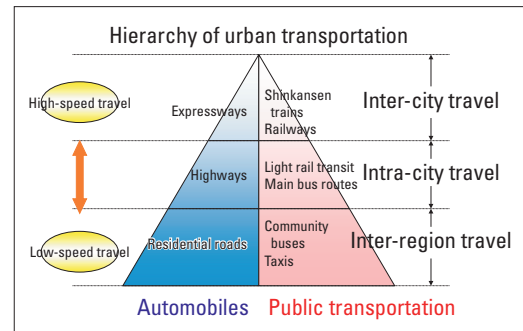 Hierarchy of urban transportation
High-speed travel
Expressways
Shinkansen
trains
Railways
Inter-city travel
Highways
Light rail transit
Main bus routes
Intra-city travel
Low-speed travel
Residential roads
Community
buses
Taxis
Inter-region travel
Automobiles
Public transportation